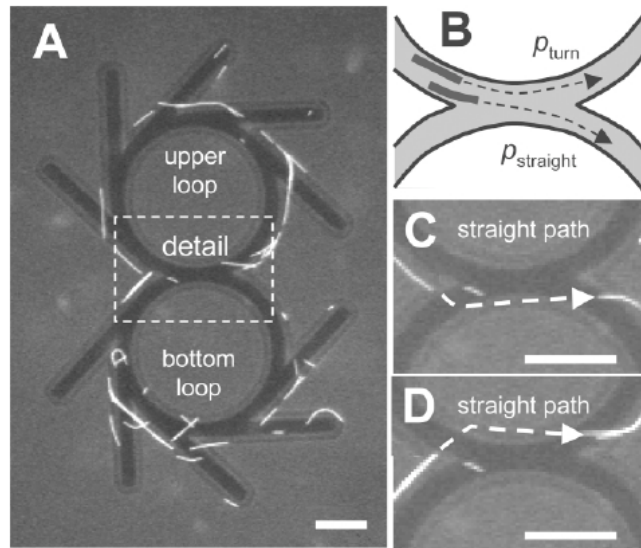 A
upper
loop
detail
bottom
loop
B
p_turn
p_straight
C
straight path
D
straight path